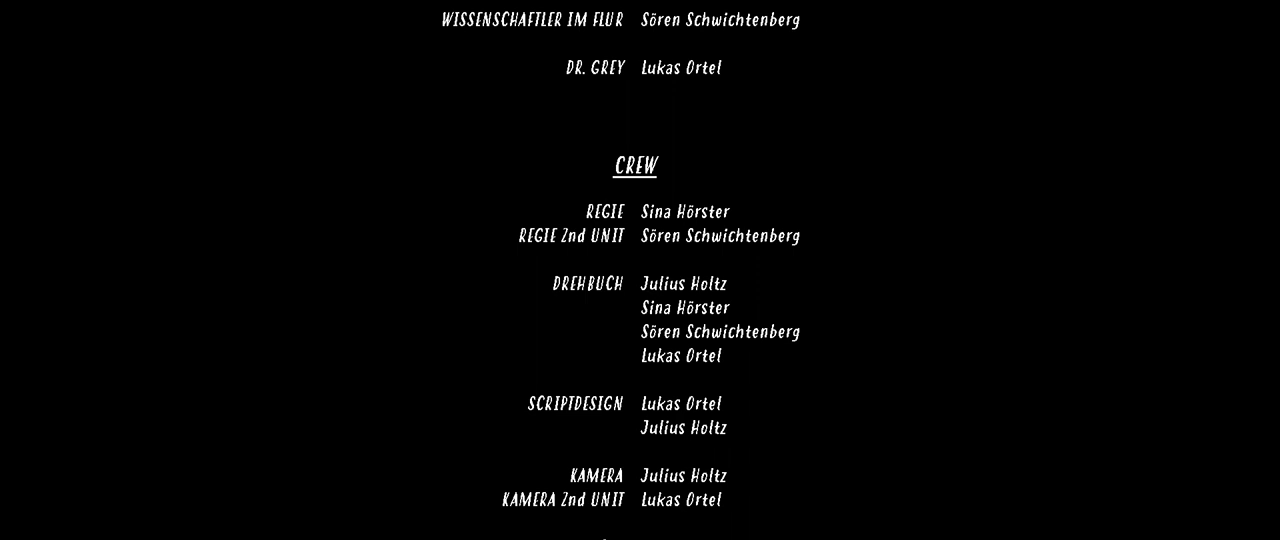 WISSENSCHAFTLER IM FLUR Sören Schwichtenberg
DR. GREY Lukas Ortel
CREW
REGIE Sina Hörster
REGIE 2nd UNIT Sören Schwichtenberg
DREHBUCH Julius Holtz
Sina Hörster
Sören Schwichtenberg
Lukas Ortel
SCRIPTDESIGN Lukas Ortel
Julius Holtz
KAMERA Julius Holtz
KAMERA 2nd UNIT Lukas Ortel